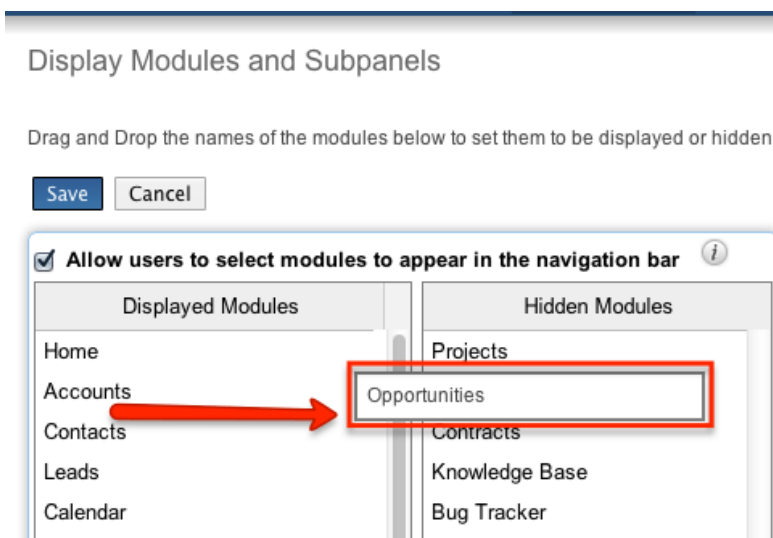 Display Modules and Subpanels
Drag and Drop the names of the modules below to set them to be displayed or hidden
Save Cancel
Allow users to select modules to appear in the navigation bar i
Displayed Modules Hidden Modules
Home Projects
Accounts Opportunities
Contacts Contracts
Leads Knowledge Base
Calendar Bug Tracker